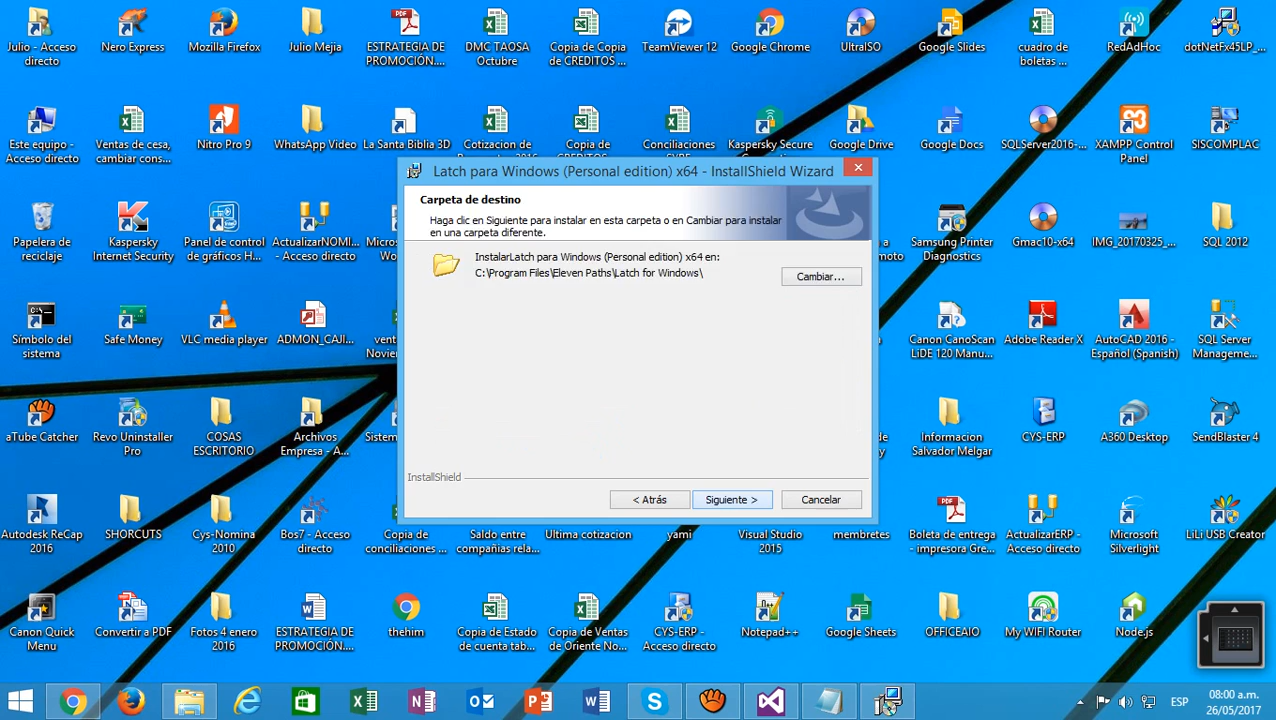 Julio - Acceso
directo
Nero Express
Mozilla Firefox
Julio Mejia
ESTRATEGIA DE
PROMOCIÓN....
DMC TAOSA
Octubre
Copia de Copia
de CREDITOS ...
TeamViewer 12
Google Chrome
UltraISO
Google Slides
cuadro de
boletas ...
RedAdHoc
dotNetFx45LP_...
Este equipo -
Acceso directo
Ventas de cesa,
cambiar cons...
Nitro Pro 9
WhatsApp Video
La Santa Biblia 3D
Cotizacion de
Copia de
Conciliaciones
Kaspersky Secure
Google Drive
Google Docs
SQLServer2016-...
XAMPP Control
Panel
SISCOMPLAC
Latch para Windows (Personal edition) x64 - InstallShield Wizard
Carpeta de destino
Haga clic en Siguiente para instalar en esta carpeta o en Cambiar para instalar
en una carpeta diferente.
InstalarLatch para Windows (Personal edition) x64 en:
C:\Program Files\Eleven Paths\Latch for Windows\
Cambiar...
InstallShield
< Atrás
Siguiente >
Cancelar
Papelera de
reciclaje
Kaspersky
Internet Security
Panel de control
de gráficos H...
ActualizarNOMI...
- Acceso directo
Samsung Printer
Diagnostics
Gmac10-x64
IMG_20170325_...
SQL 2012
Símbolo del
sistema
Safe Money
VLC media player
ADMON_CAJI...
Canon CanoScan
LiDE 120 Manu...
Adobe Reader X
AutoCAD 2016 -
Español (Spanish)
SQL Server
Manageme...
aTube Catcher
Revo Uninstaller
Pro
COSAS
ESCRITORIO
Archivos
Empresa - A...
Informacion
Salvador Melgar
CYS-ERP
A360 Desktop
SendBlaster 4
Autodesk ReCap
2016
SHORCUTS
Cys-Nomina
2010
Bos7 - Acceso
directo
Copia de
conciliaciones ...
Saldo entre
compañias rela...
Ultima cotizacion
yami
Visual Studio
2015
membretes
Boleta de entrega
- impresora Gre...
ActualizarERP -
Acceso directo
Microsoft
Silverlight
LiLi USB Creator
Canon Quick
Menu
Convertir a PDF
Fotos 4 enero
2016
ESTRATEGIA DE
PROMOCIÓN....
thehim
Copia de Estado
de cuenta tab...
Copia de Ventas
de Oriente No...
CYS-ERP -
Acceso directo
Notepad++
Google Sheets
OFFICEAIO
My WIFI Router
Node.js
ESP
08:00 a.m.
26/05/2017